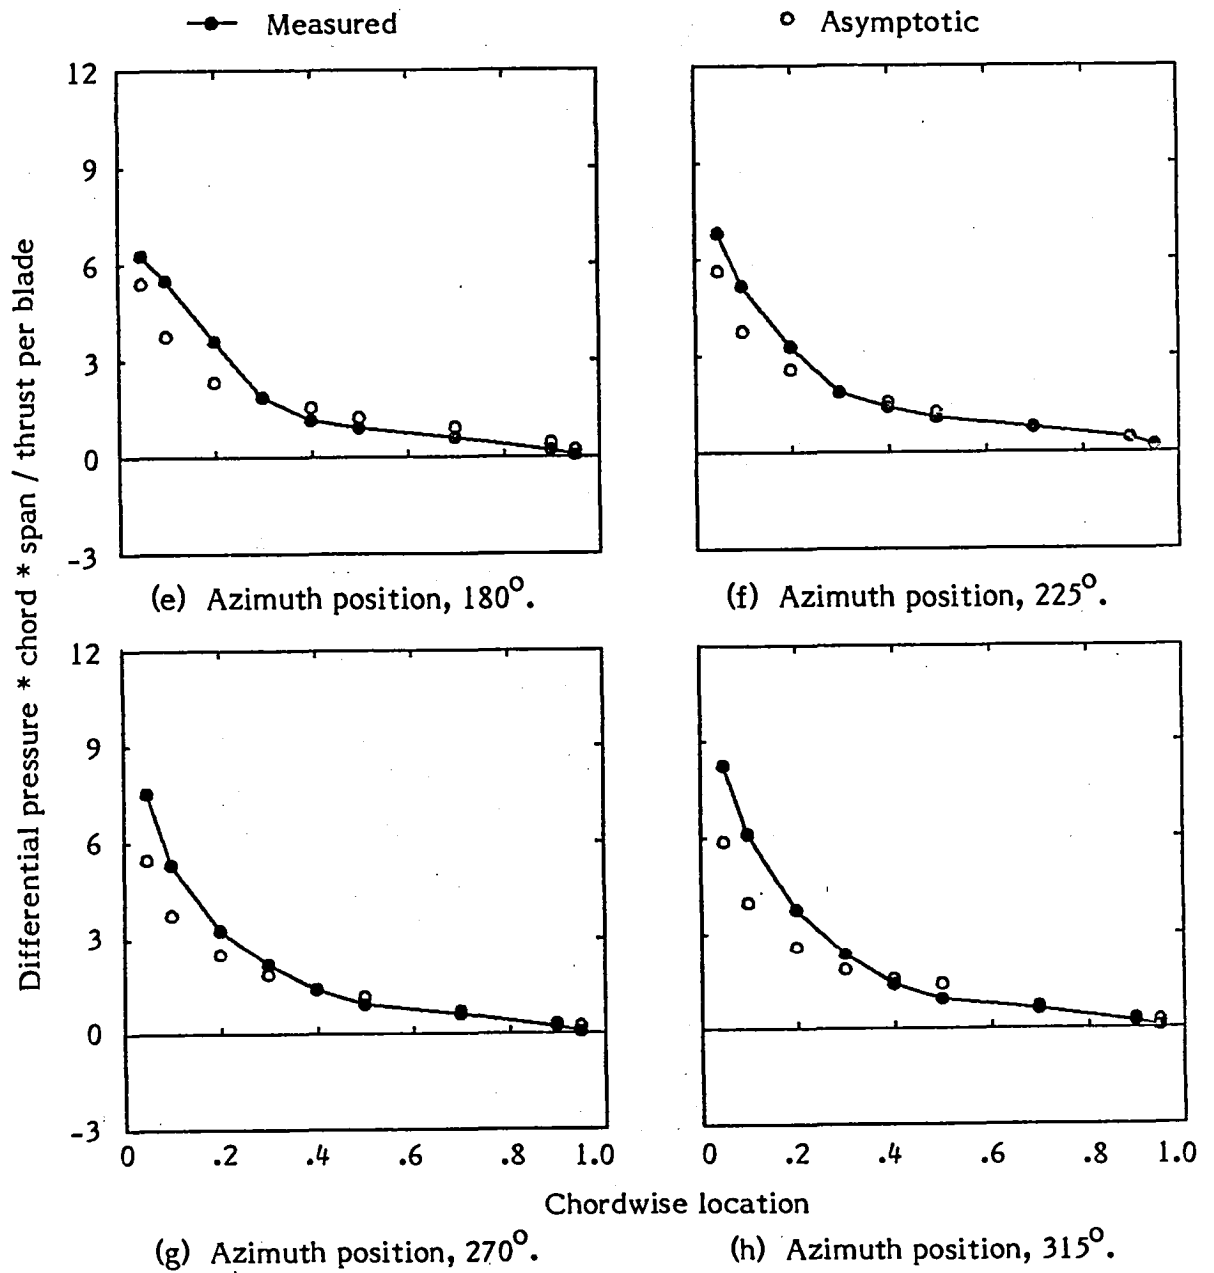 Measured
Asymptotic
Differential pressure * chord * span / thrust per blade
12
9
6
3
0
-3
(e) Azimuth position, 180°.
(f) Azimuth position, 225°.
12
9
6
3
0
-3
0 .2 .4 .6 .8 1.0
0 .2 .4 .6 .8 1.0
Chordwise location
(g) Azimuth position, 270°.
(h) Azimuth position, 315°.